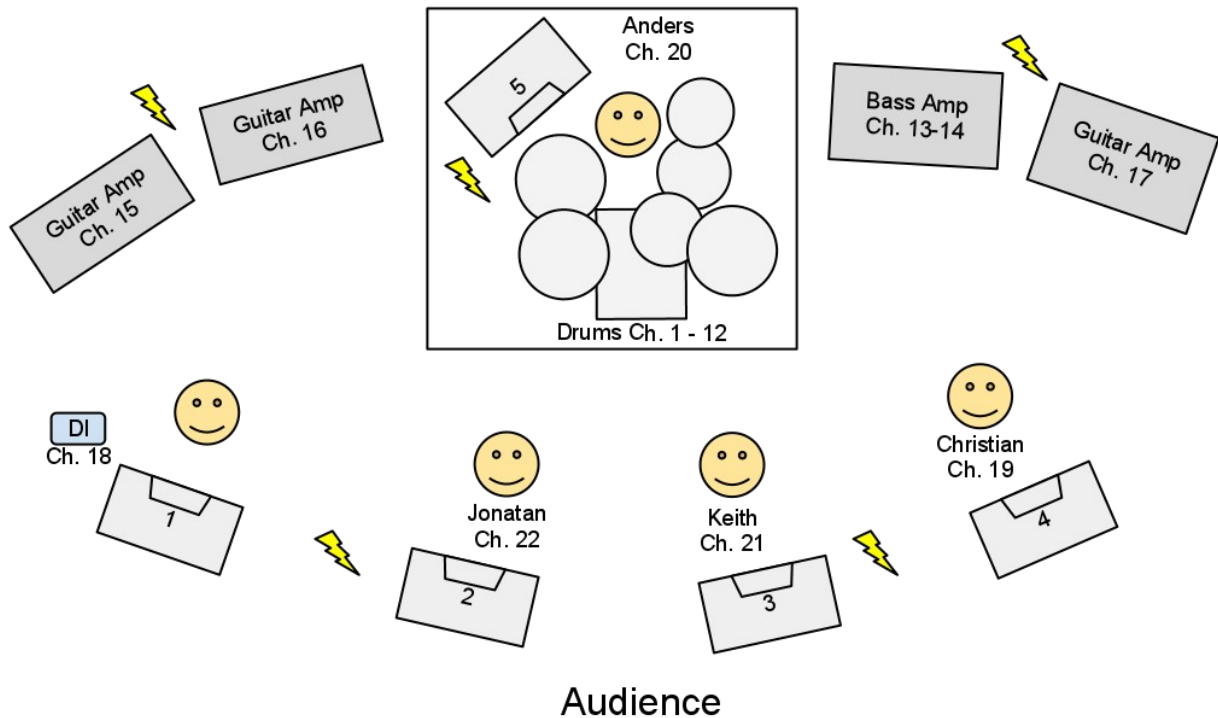 Anders
Ch. 20
5
Guitar Amp
Ch. 16
Guitar Amp
Ch. 15
Bass Amp
Ch. 13-14
Guitar Amp
Ch. 17
Drums Ch. 1 - 12
DI
Ch. 18
1
Jonatan
Ch. 22
2
Keith
Ch. 21
3
Christian
Ch. 19
4
Audience